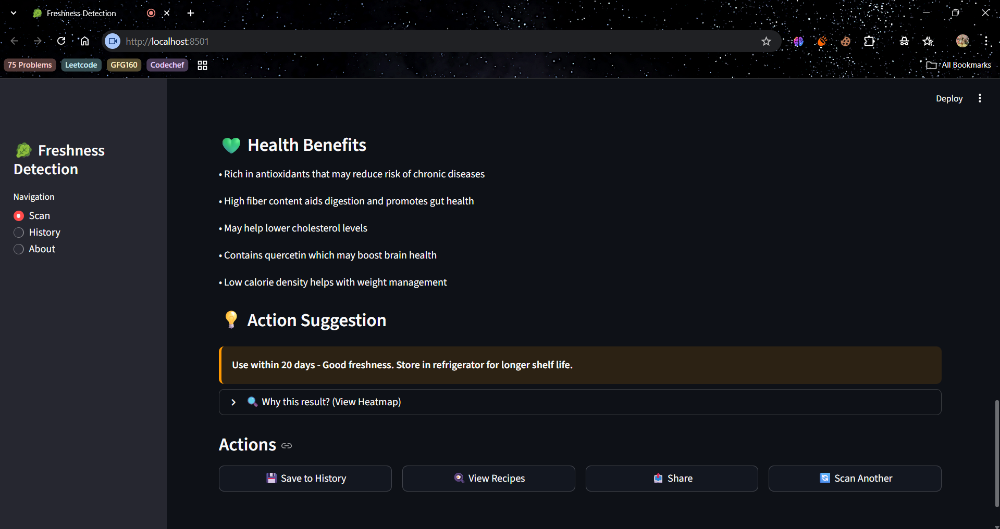 Freshness Detection
http://localhost:8501
75 Problems
Leetcode
GFG160
Codechef
All Bookmarks
Deploy
Freshness
Detection
Navigation
Scan
History
About
Health Benefits
• Rich in antioxidants that may reduce risk of chronic diseases
• High fiber content aids digestion and promotes gut health
• May help lower cholesterol levels
• Contains quercetin which may boost brain health
• Low calorie density helps with weight management
Action Suggestion
Use within 20 days - Good freshness. Store in refrigerator for longer shelf life.
Why this result? (View Heatmap)
Actions
Save to History
View Recipes
Share
Scan Another